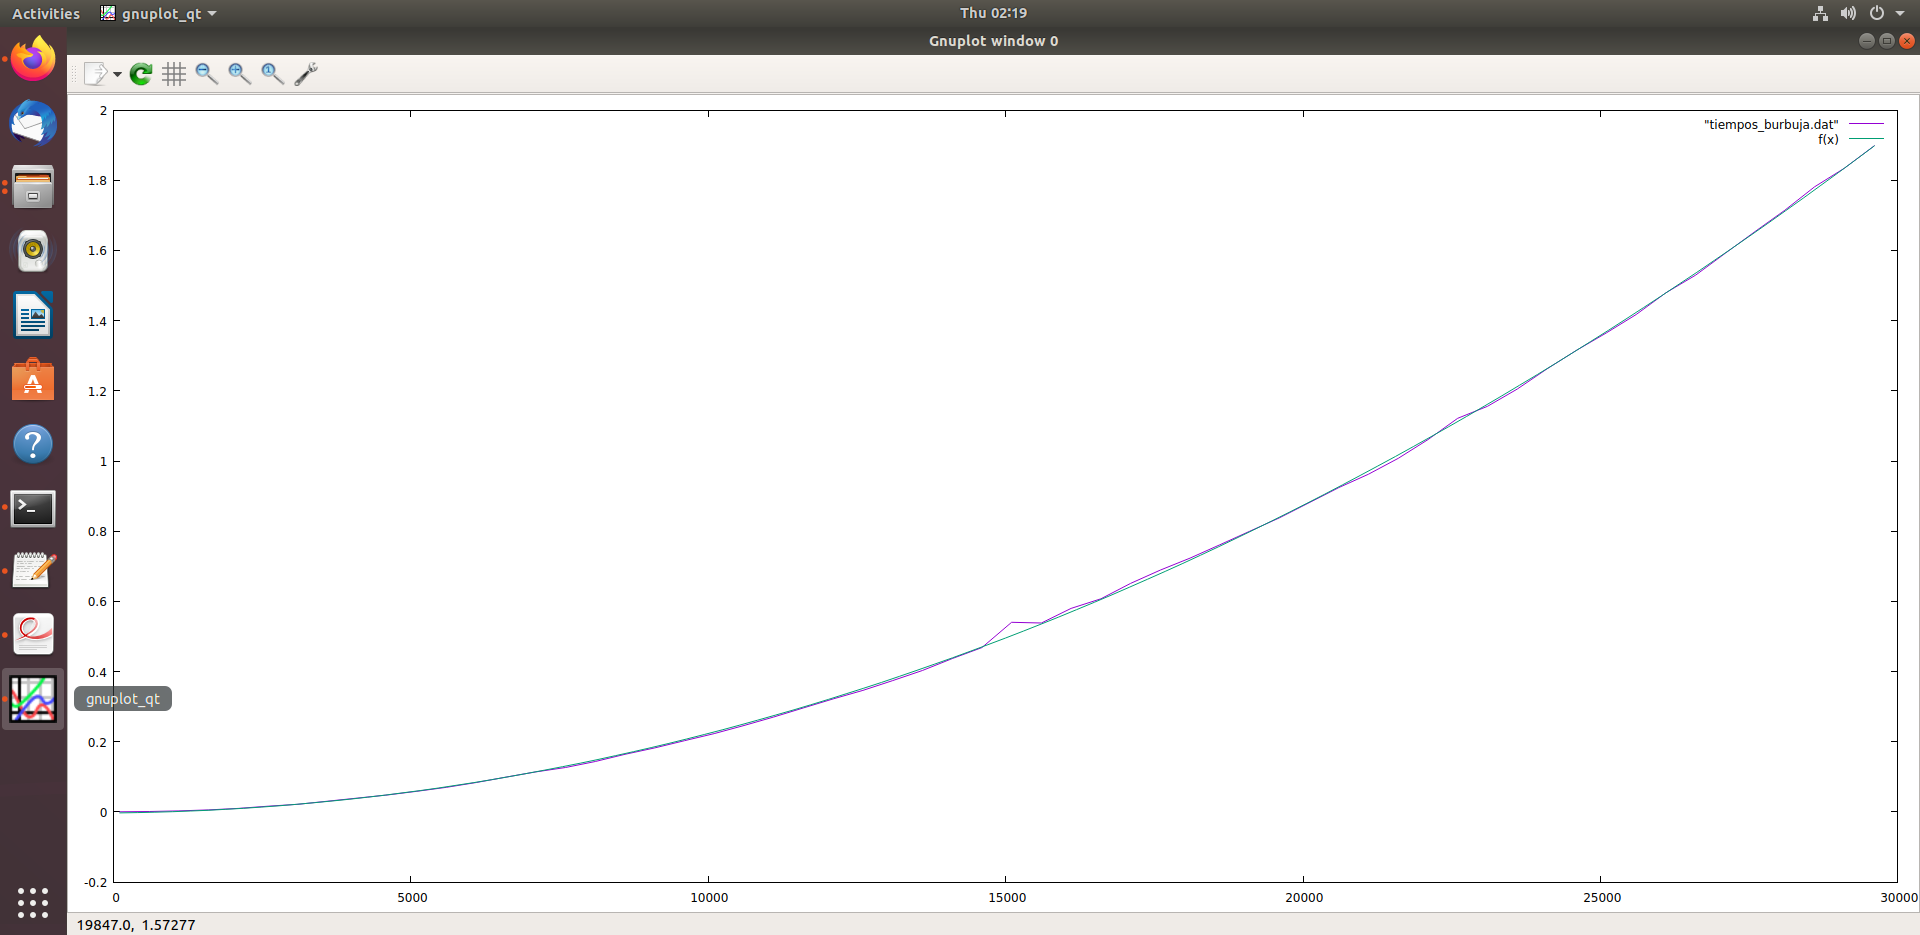 Activities gnuplot_qt Thu 02:19
Gnuplot window 0
2
"tiempos_burbuja.dat"
f(x)
1.8
1.6
1.4
1.2
1
0.8
0.6
0.4
gnuplot_qt
0.2
0
-0.2
0 5000 10000 15000 20000 25000 30000
19847.0, 1.57277